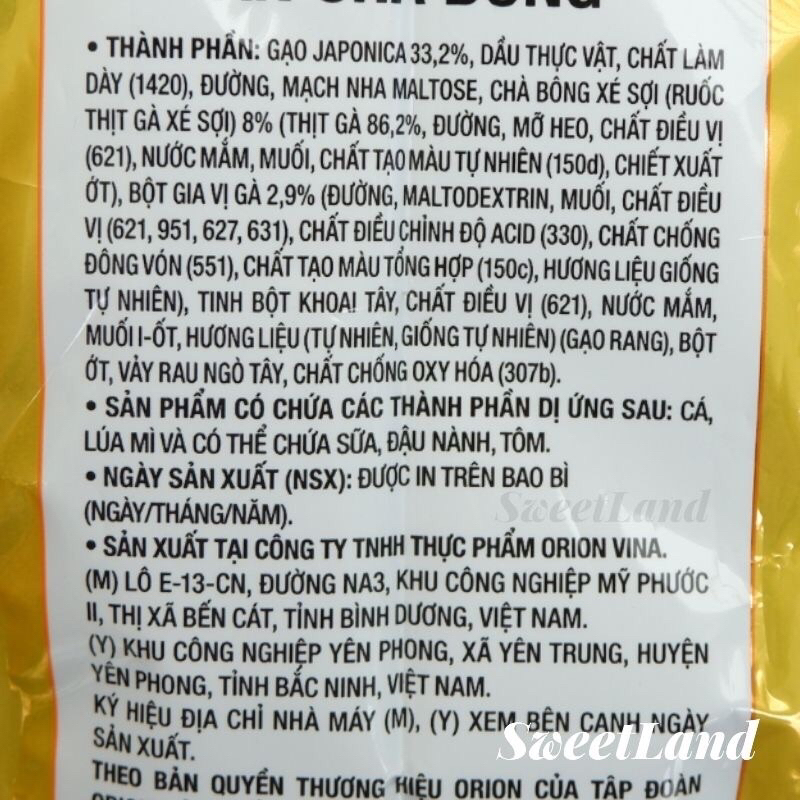 • THÀNH PHẦN: GẠO JAPONICA 33,2%, DẦU THỰC VẬT, CHẤT LÀM
DÀY (1420), ĐƯỜNG, MẠCH NHA MALTOSE, CHÀ BÔNG XÉ SỢI (RUỐC
THỊT GÀ XÉ SỢI) 8% (THỊT GÀ 86,2%, ĐƯỜNG, MỠ HEO, CHẤT ĐIỀU VỊ
(621), NƯỚC MẮM, MUỐI, CHẤT TẠO MÀU TỰ NHIÊN (150d), CHIẾT XUẤT
ỚT), BỘT GIA VỊ GÀ 2,9% (ĐƯỜNG, MALTODEXTRIN, MUỐI, CHẤT ĐIỀU
VỊ (621, 951, 627, 631), CHẤT ĐIỀU CHỈNH ĐỘ ACID (330), CHẤT CHỐNG
ĐÔNG VÓN (551), CHẤT TẠO MÀU TỔNG HỢP (150c), HƯƠNG LIỆU GIỐNG
TỰ NHIÊN), TINH BỘT KHOAI TÂY, CHẤT ĐIỀU VỊ (621), NƯỚC MẮM,
MUỐI I-ỐT, HƯƠNG LIỆU (TỰ NHIÊN, GIỐNG TỰ NHIÊN) (GẠO RANG), BỘT
ỚT, VẢY RAU NGÒ TÂY, CHẤT CHỐNG OXY HÓA (307b).
• SẢN PHẨM CÓ CHỨA CÁC THÀNH PHẦN DỊ ỨNG SAU: CÁ,
LÚA MÌ VÀ CÓ THỂ CHỨA SỮA, ĐẬU NÀNH, TÔM.
• NGÀY SẢN XUẤT (NSX): ĐƯỢC IN TRÊN BAO BÌ
SweetLand
(NGÀY/THÁNG/NĂM).
• SẢN XUẤT TẠI CÔNG TY TNHH THỰC PHẨM ORION VINA.
(M) LÔ E-13-CN, ĐƯỜNG NA3, KHU CÔNG NGHIỆP MỸ PHƯỚC
II, THỊ XÃ BẾN CÁT, TỈNH BÌNH DƯƠNG, VIỆT NAM.
(Y) KHU CÔNG NGHIỆP YÊN PHONG, XÃ YÊN TRUNG, HUYỆN
YÊN PHONG, TỈNH BẮC NINH, VIỆT NAM.
KÝ HIỆU ĐỊA CHỈ NHÀ MÁY (M), (Y) XEM BÊN CẠNH NGÀY
SẢN XUẤT.
SweetLand
THEO BẢN QUYỀN THƯƠNG HIỆU ORION CỦA TẬP ĐOÀN